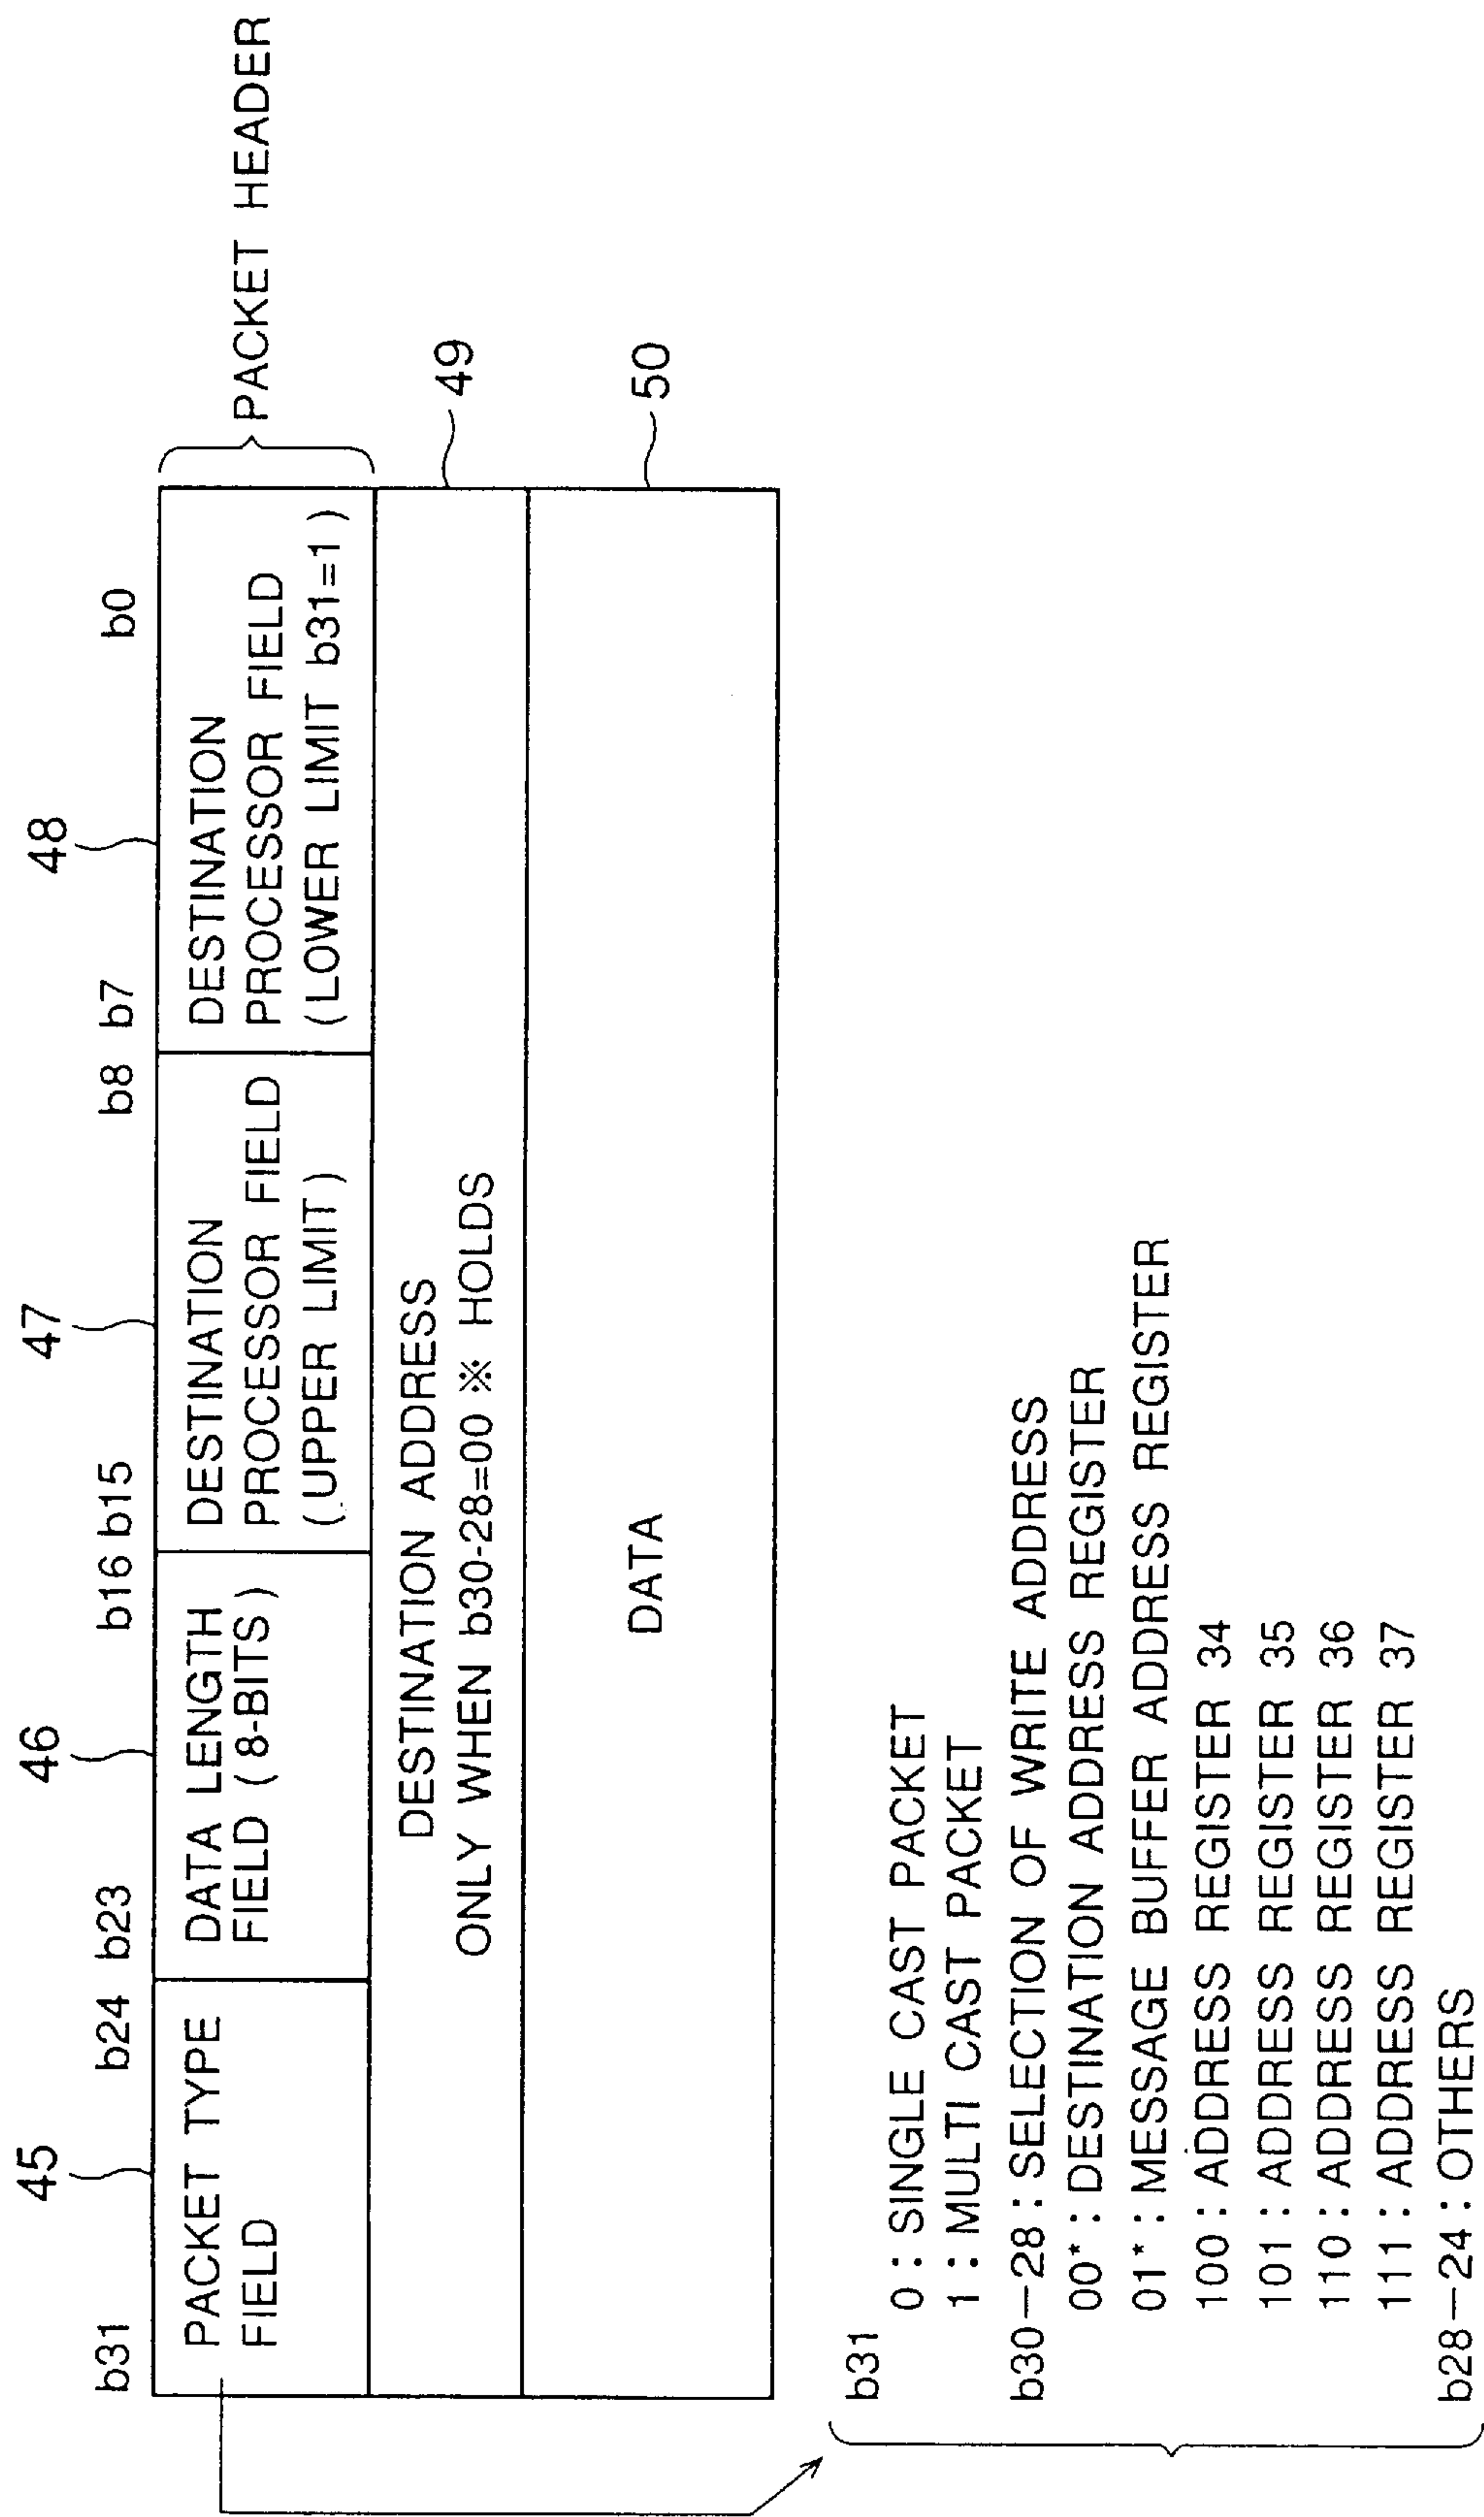 45
46
47
48
b31
b24
b23
b16
b15
b8
b7
b0
PACKET TYPE
FIELD
DATA LENGTH
FIELD (8-BITS)
DESTINATION
PROCESSOR FIELD
(UPPER LIMIT)
DESTINATION
PROCESSOR FIELD
(LOWER LIMIT b31=1)
PACKET HEADER
DESTINATION ADDRESS
ONLY WHEN b30-28=00 ※ HOLDS
49
DATA
50
b31
0 : SINGLE CAST PACKET
1 : MULTI CAST PACKET
b30—28 : SELECTION OF WRITE ADDRESS
00* : DESTINATION ADDRESS REGISTER
01* : MESSAGE BUFFER ADDRESS REGISTER
100 : ADDRESS REGISTER 34
101 : ADDRESS REGISTER 35
110 : ADDRESS REGISTER 36
111 : ADDRESS REGISTER 37
b28—24 : OTHERS